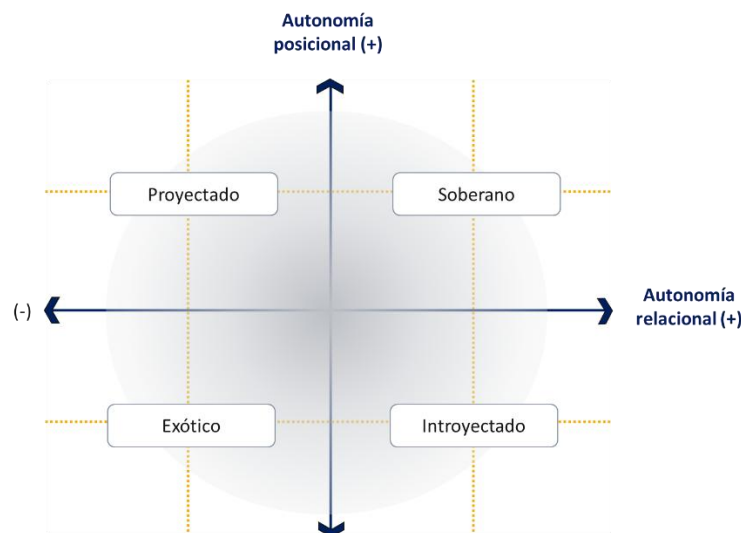 Autonomía
posicional (+)
Proyectado
Soberano
(-)
Autonomía
relacional (+)
Exótico
Introyectado